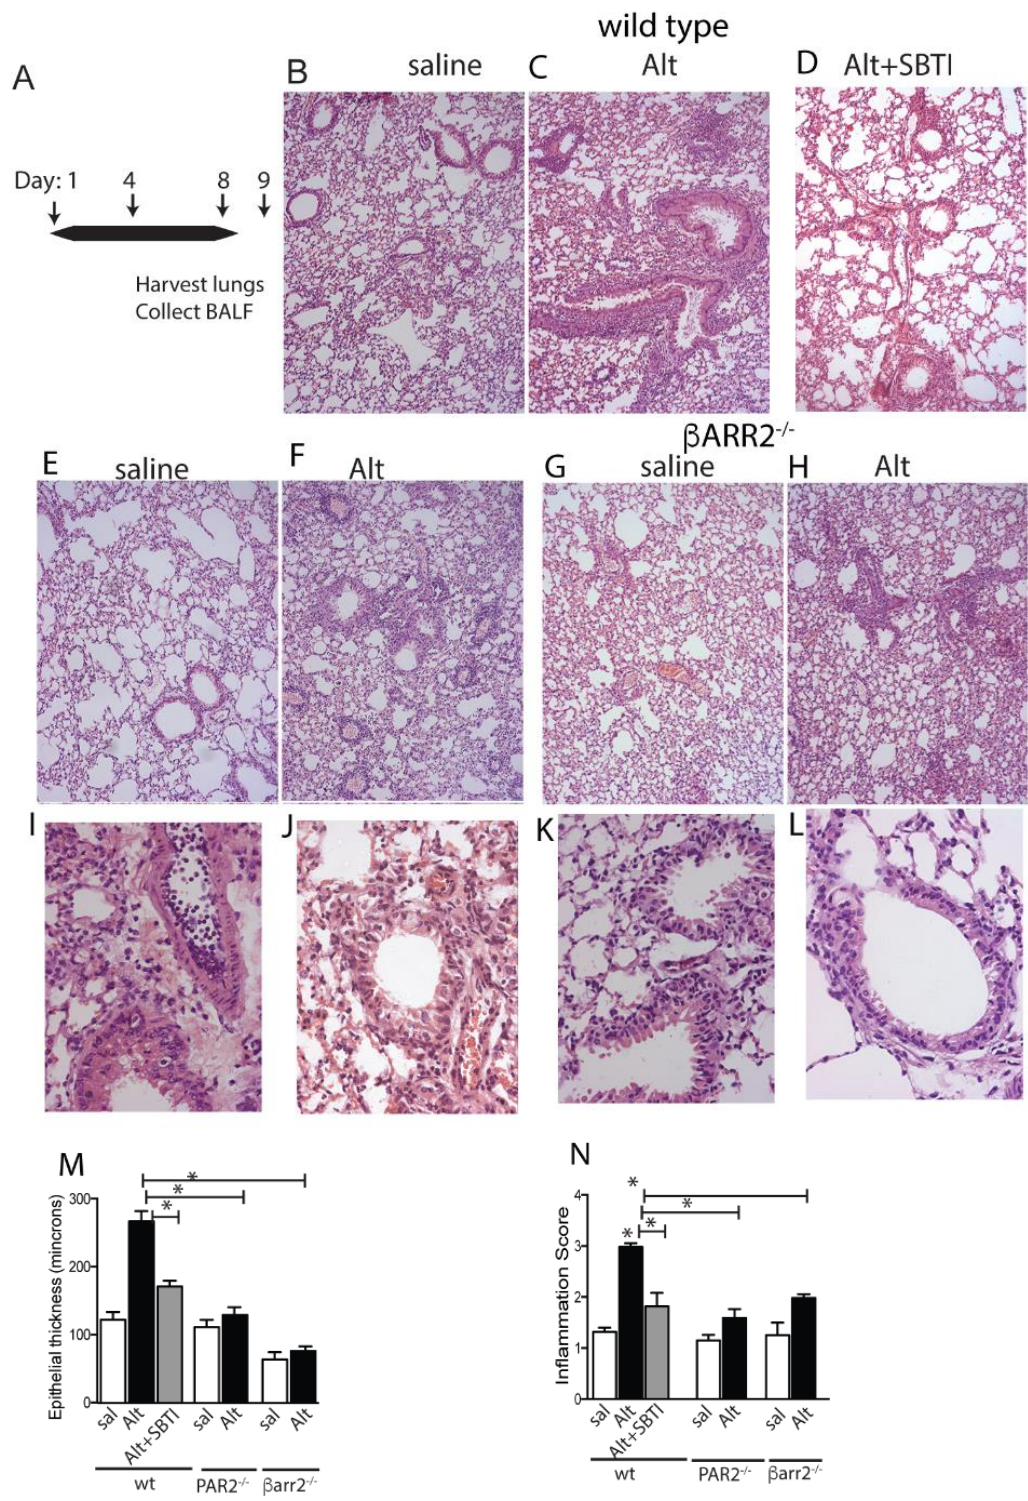 wild type
A
B
saline
C
Alt
D
Alt+SBTI
Day: 1 4 8 9
Harvest lungs
Collect BALF
βARR2-/-
E
saline
F
Alt
G
saline
H
Alt
I
J
K
L
M
*
*
*
Epithelial thickness (mincrons)
300
200
100
0
sal
Alt
Alt+SBTI
sal
Alt
sal
Alt
wt
PAR2-/-
βarr2-/-
N
*
*
*
*
Inflammation Score
4
3
2
1
0
sal
Alt
Alt+SBTI
sal
Alt
sal
Alt
wt
PAR2-/-
βarr2-/-